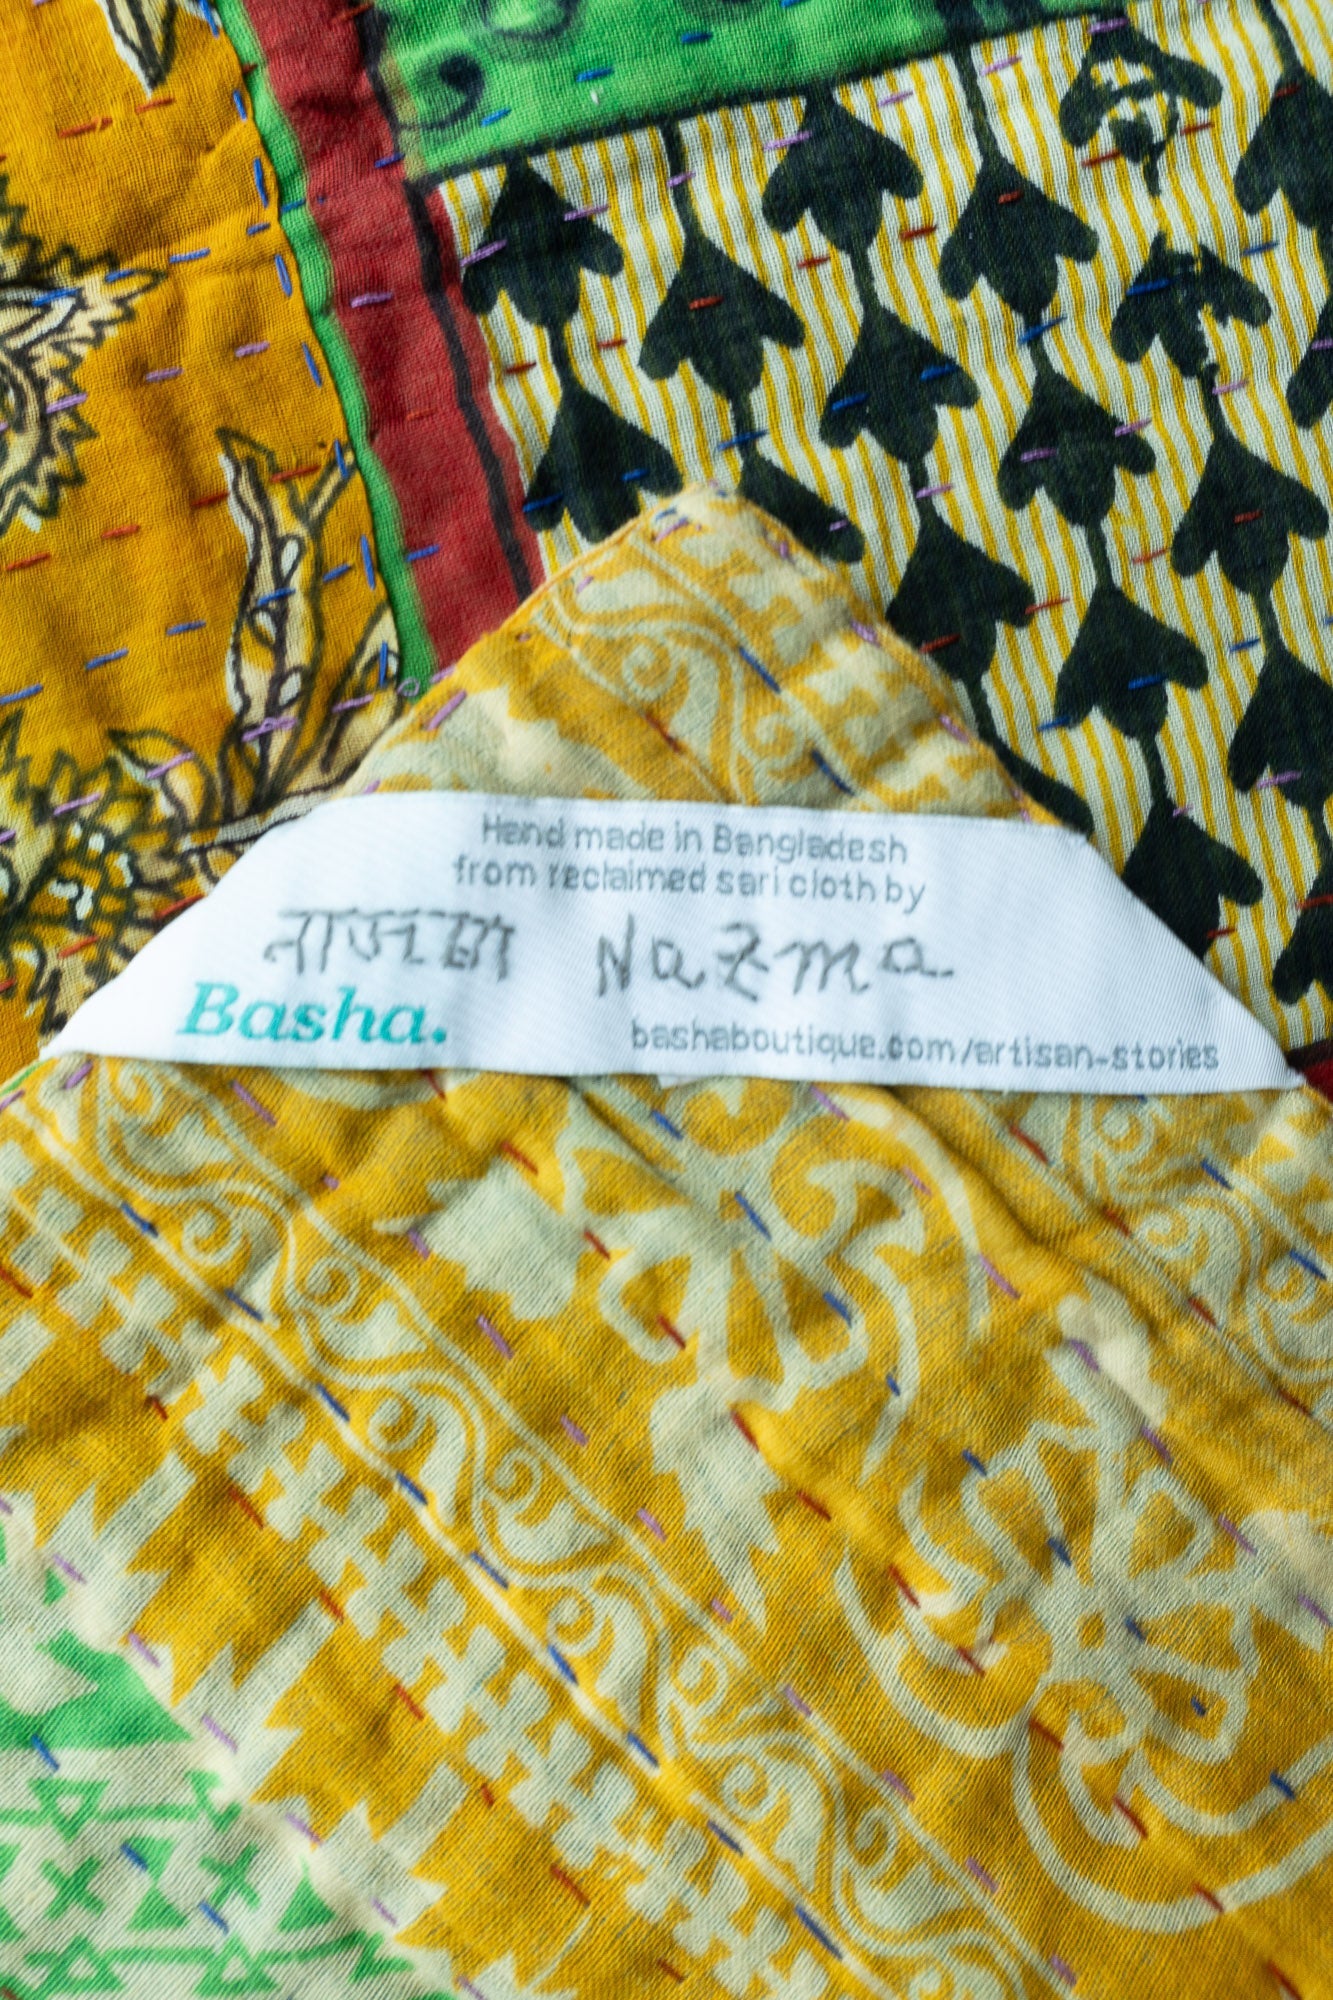 Hand made in Bangladesh
from reclaimed sari cloth by
নাজমা Nazma
Basha.
bashaboutique.com/artisan-stories